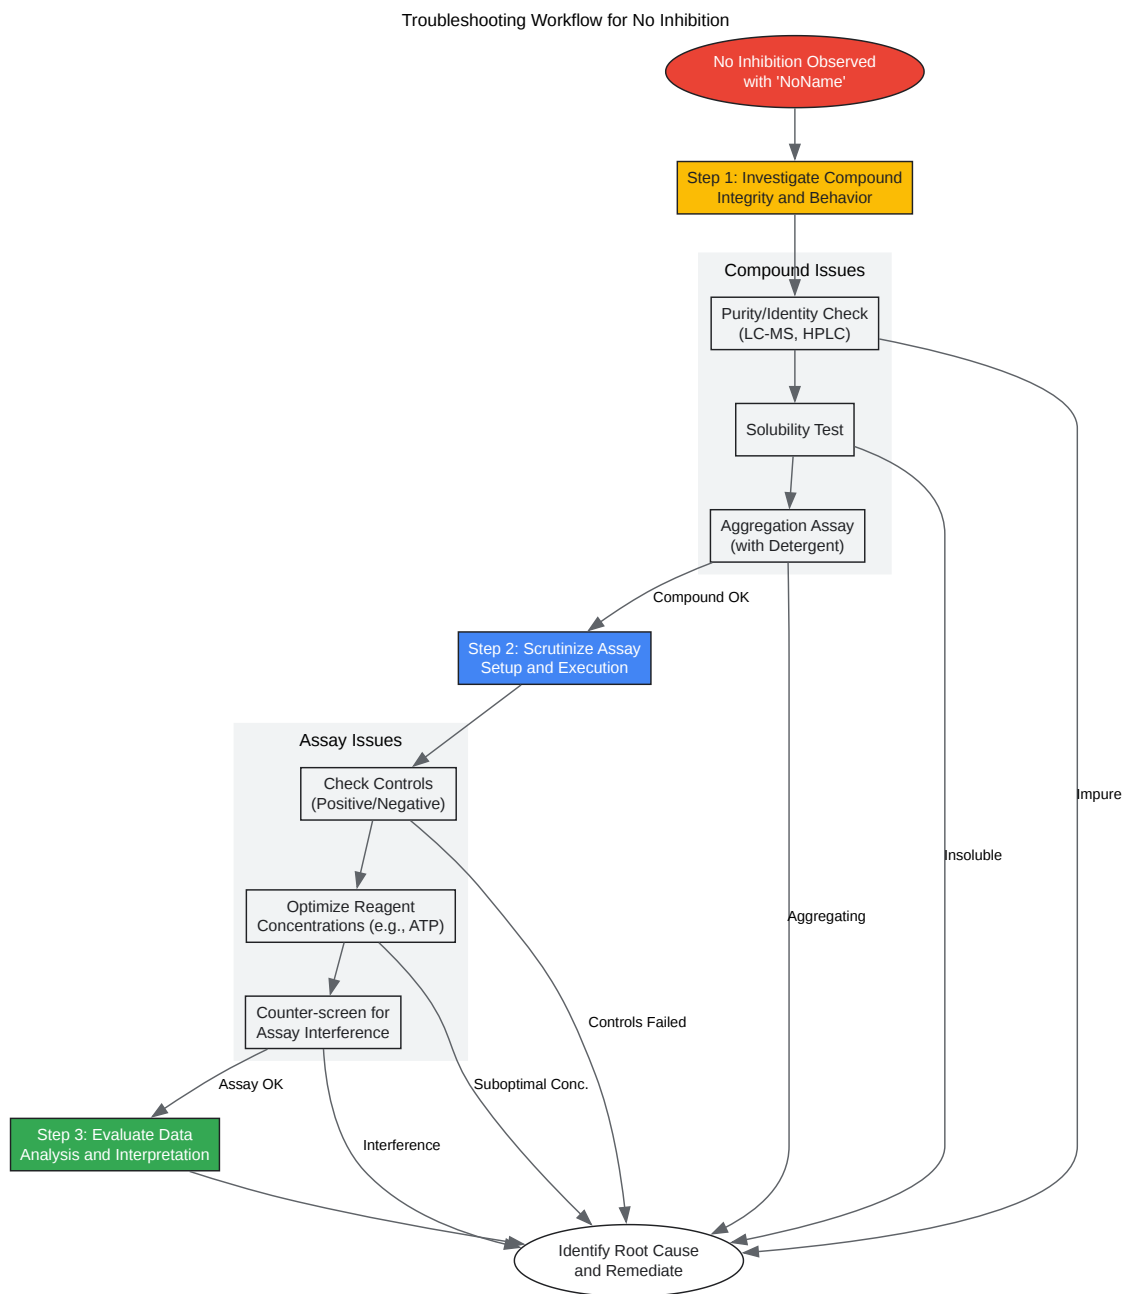 Troubleshooting Workflow for No Inhibition
No Inhibition Observed
with 'NoName'
Step 1: Investigate Compound
Integrity and Behavior
Compound Issues
Purity/Identity Check
(LC-MS, HPLC)
Solubility Test
Aggregation Assay
(with Detergent)
Compound OK
Step 2: Scrutinize Assay
Setup and Execution
Assay Issues
Check Controls
(Positive/Negative)
Impure
Insoluble
Optimize Reagent
Concentrations (e.g., ATP)
Aggregating
Counter-screen for
Assay Interference
Controls Failed
Assay OK
Suboptimal Conc.
Step 3: Evaluate Data
Analysis and Interpretation
Interference
Identify Root Cause
and Remediate